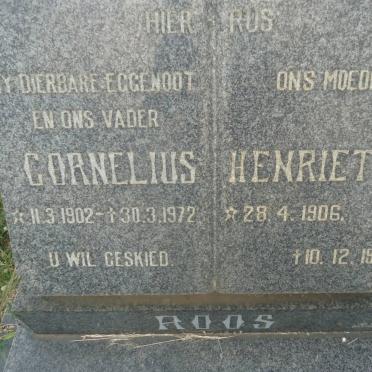 HIER RUS
MY DIERBARE EGGENOOT
EN ONS VADER
CORNELIUS
☆ 11.3.1902 - †30.3.1972
U WIL GESKIED.
ONS
HENRIET
☆ 28.4.1906.
†10.12.19
ROOS